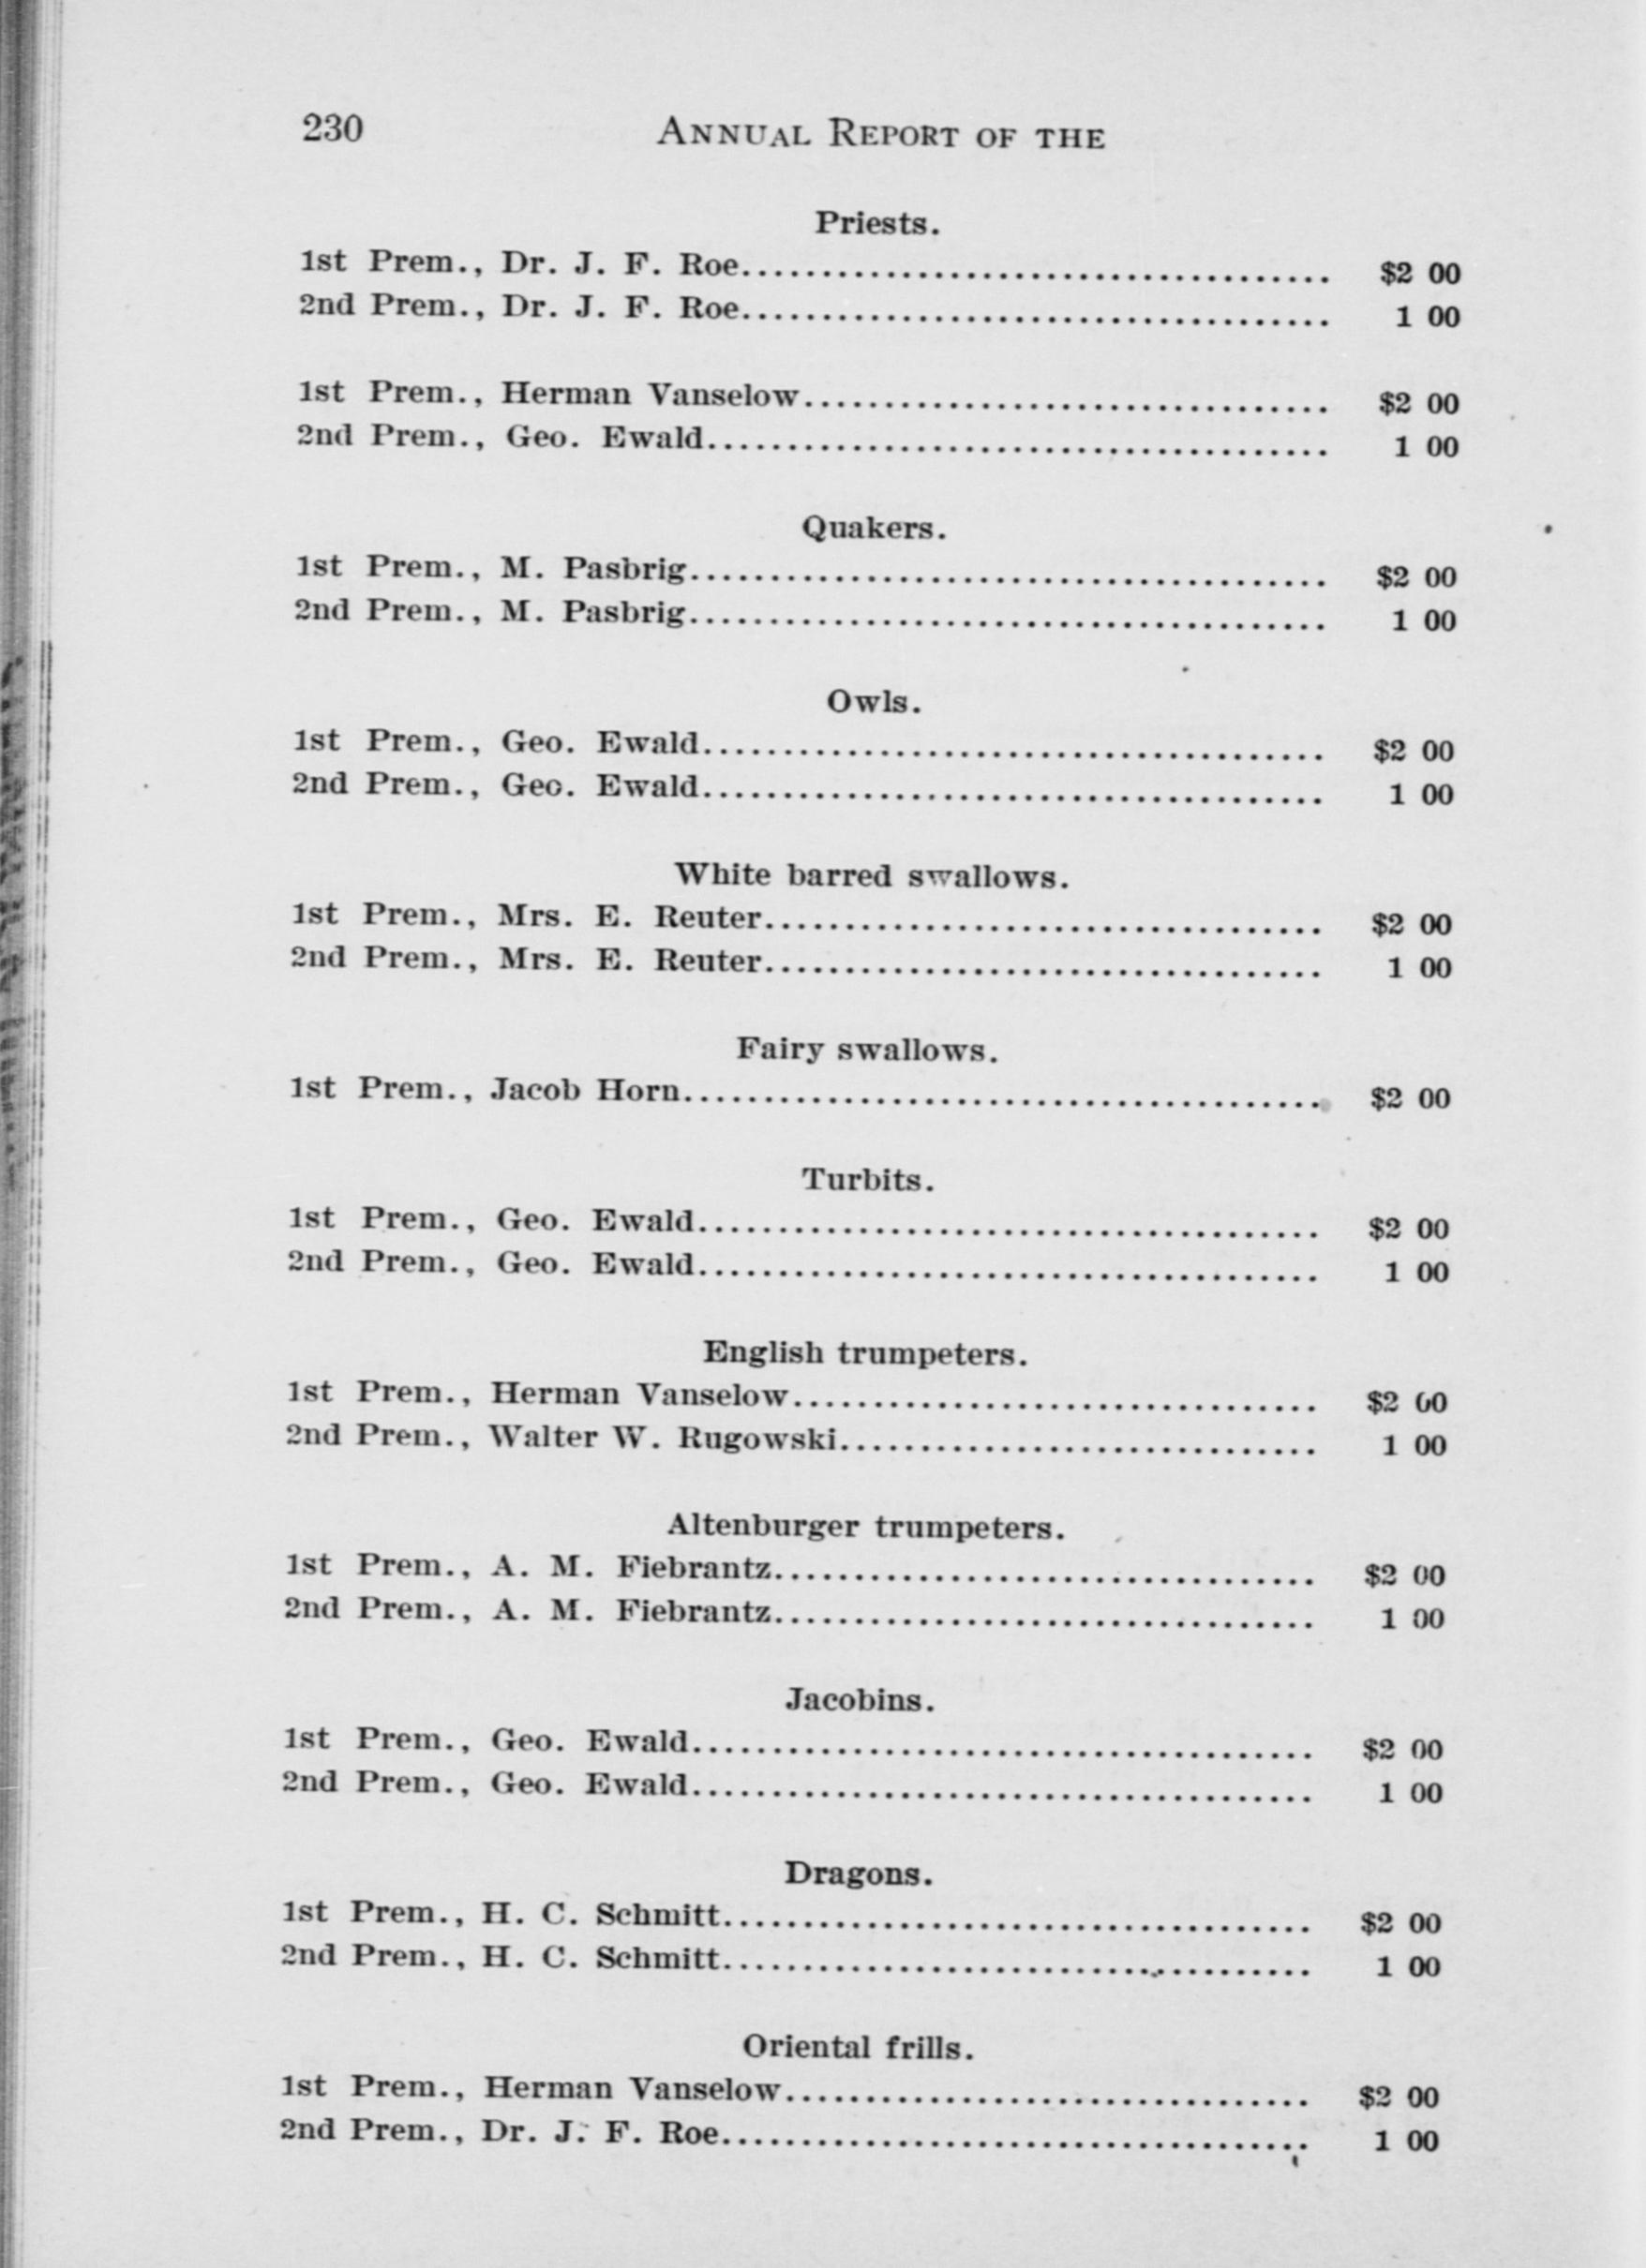 230 ANNUAL REPORT OF THE
Priests.
1st Prem., Dr. J. F. Roe........................................ $2 00
2nd Prem., Dr. J. F. Roe........................................ 1 00
1st Prem., Herman Vanselow........................................ $2 00
2nd Prem., Geo. Ewald........................................ 1 00
Quakers.
1st Prem., M. Pasbrig........................................ $2 00
2nd Prem., M. Pasbrig........................................ 1 00
Owls.
1st Prem., Geo. Ewald........................................ $2 00
2nd Prem., Geo. Ewald........................................ 1 00
White barred swallows.
1st Prem., Mrs. E. Reuter........................................ $2 00
2nd Prem., Mrs. E. Reuter........................................ 1 00
Fairy swallows.
1st Prem., Jacob Horn........................................ $2 00
Turbits.
1st Prem., Geo. Ewald........................................ $2 00
2nd Prem., Geo. Ewald........................................ 1 00
English trumpeters.
1st Prem., Herman Vanselow........................................ $2 00
2nd Prem., Walter W. Rugowski........................................ 1 00
Altenburger trumpeters.
1st Prem., A. M. Fiebrantz........................................ $2 00
2nd Prem., A. M. Fiebrantz........................................ 1 00
Jacobins.
1st Prem., Geo. Ewald........................................ $2 00
2nd Prem., Geo. Ewald........................................ 1 00
Dragons.
1st Prem., H. C. Schmitt........................................ $2 00
2nd Prem., H. C. Schmitt........................................ 1 00
Oriental frills.
1st Prem., Herman Vanselow........................................ $2 00
2nd Prem., Dr. J. F. Roe........................................ 1 00